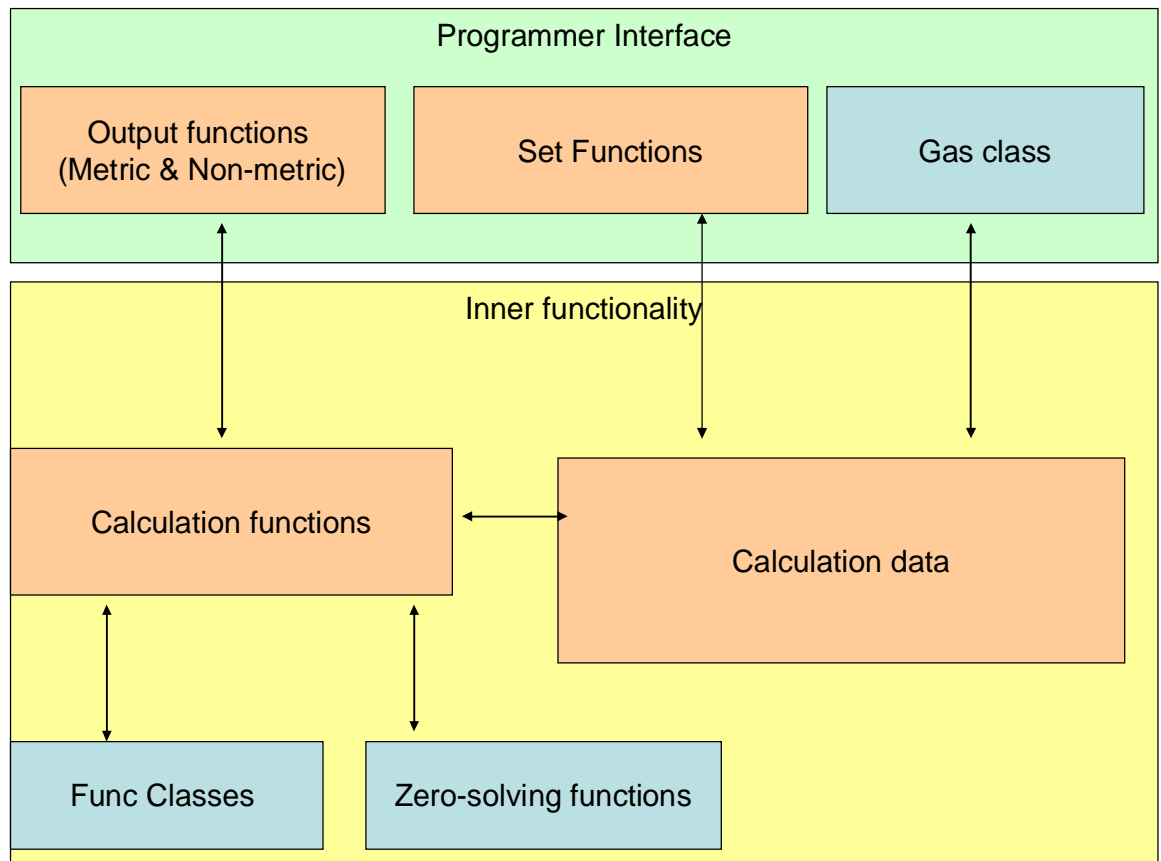 Programmer Interface
Output functions
(Metric & Non-metric)
Set Functions
Gas class
Inner functionality
Calculation functions
Calculation data
Func Classes
Zero-solving functions